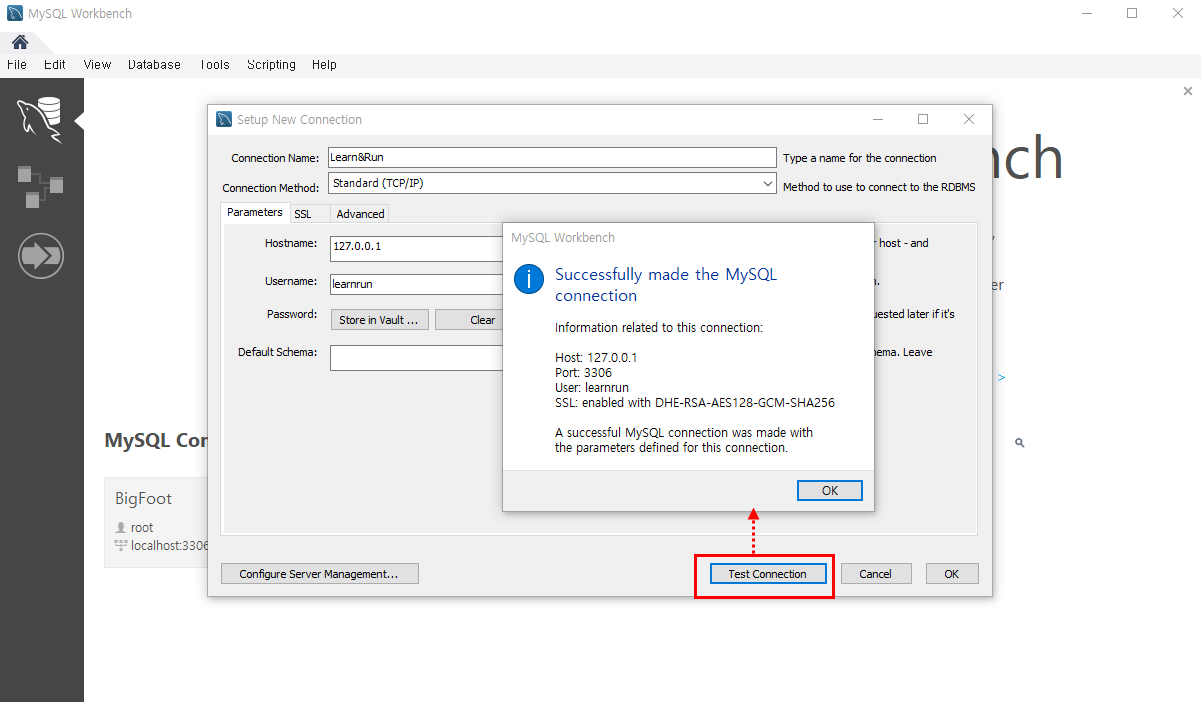 MySQL Workbench
File Edit View Database Tools Scripting Help
Setup New Connection
Connection Name: Learn&Run Type a name for the connection
Connection Method: Standard (TCP/IP) Method to use to connect to the RDBMS
Parameters SSL Advanced
Hostname: 127.0.0.1 host - and
Username: learnrun
Password: Store in Vault ... Clear later if it's
Default Schema: Leave
MySQL Workbench
Successfully made the MySQL
connection
Information related to this connection:
Host: 127.0.0.1
Port: 3306
User: learnrun
SSL: enabled with DHE-RSA-AES128-GCM-SHA256
A successful MySQL connection was made with
the parameters defined for this connection.
OK
Configure Server Management... Test Connection Cancel OK
MySQL
BigFoot
root
localhost:3306
>